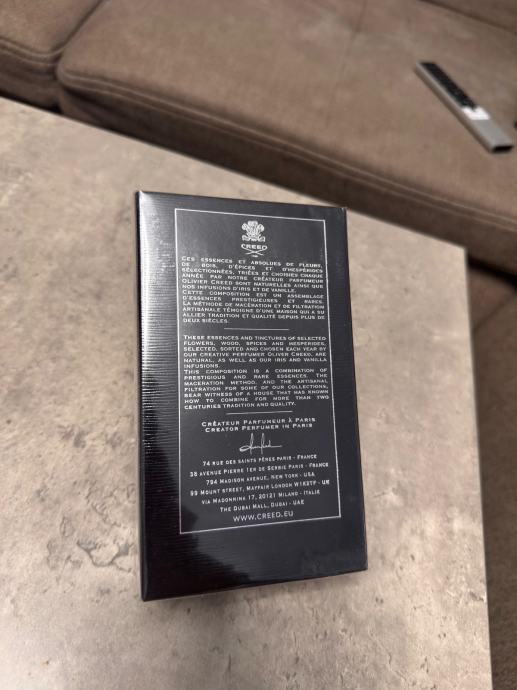 CREED
CES ESSENCES ET ABSOLUES DE FLEURS,
DE BOIS, D'ÉPICES ET D'HESPÉRIDES
SÉLECTIONNÉES, TRIÉES ET CHOISIES CHAQUE
ANNÉE PAR NOTRE CRÉATEUR PARFUMEUR
OLIVIER CREED SONT NATURELLES AINSI QUE
NOS INFUSIONS D'IRIS ET DE VANILLE.
CETTE COMPOSITION EST UN ASSEMBLAGE
D'ESSENCES PRESTIGIEUSES ET RARES.
LA MÉTHODE DE MACÉRATION ET DE FILTRATION
ARTISANALE TÉMOIGNE D'UNE MAISON QUI A SU
ALLIER TRADITION ET QUALITÉ DEPUIS PLUS DE
DEUX SIÈCLES.
THESE ESSENCES AND TINCTURES OF SELECTED
FLOWERS, WOOD, SPICES AND HESPERIDES,
SELECTED, SORTED AND CHOSEN EACH YEAR BY
OUR CREATIVE PERFUMER OLIVER CREED, ARE
NATURAL, AS WELL AS OUR IRIS AND VANILLA
INFUSIONS.
THIS COMPOSITION IS A COMBINATION OF
PRESTIGIOUS AND RARE ESSENCES. THE
MACERATION METHOD, AND THE ARTISANAL
FILTRATION FOR SOME OF OUR COLLECTIONS,
BEAR WITNESS OF A HOUSE THAT HAS KNOWN
HOW TO COMBINE FOR MORE THAN TWO
CENTURIES TRADITION AND QUALITY.
CRÉATEUR PARFUMEUR À PARIS
CREATOR PERFUMER IN PARIS
74 RUE DES SAINTS PÈRES PARIS - FRANCE
38 AVENUE PIERRE 1ER DE SERBIE PARIS - FRANCE
794 MADISON AVENUE, NEW YORK - USA
99 MOUNT STREET, MAYFAIR LONDON W1K2TF - UK
VIA MADONNINA 17, 20121 MILANO - ITALIE
THE DUBAI MALL, DUBAI - UAE
WWW.CREED.EU